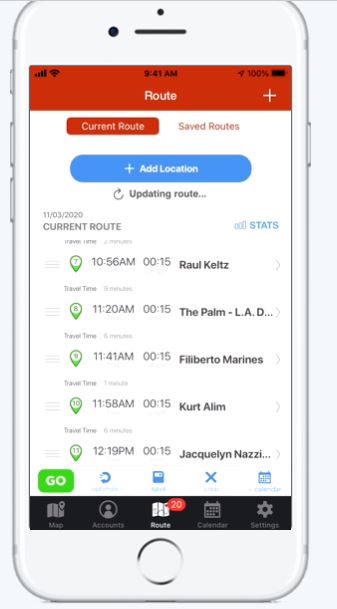 9:41 AM 100%
Route +
Current Route Saved Routes
+ Add Location
Updating route...
11/03/2020
CURRENT ROUTE STATS
Travel Time 2 minutes
7 10:56AM 00:15 Raul Keltz
Travel Time 9 minutes
8 11:20AM 00:15 The Palm - L.A. D...
Travel Time 6 minutes
9 11:41AM 00:15 Filiberto Marines
Travel Time 1 minute
10 11:58AM 00:15 Kurt Alim
Travel Time 6 minutes
11 12:19PM 00:15 Jacquelyn Nazzi...
GO optimize save clear + calendar
20
Map Accounts Route Calendar Settings